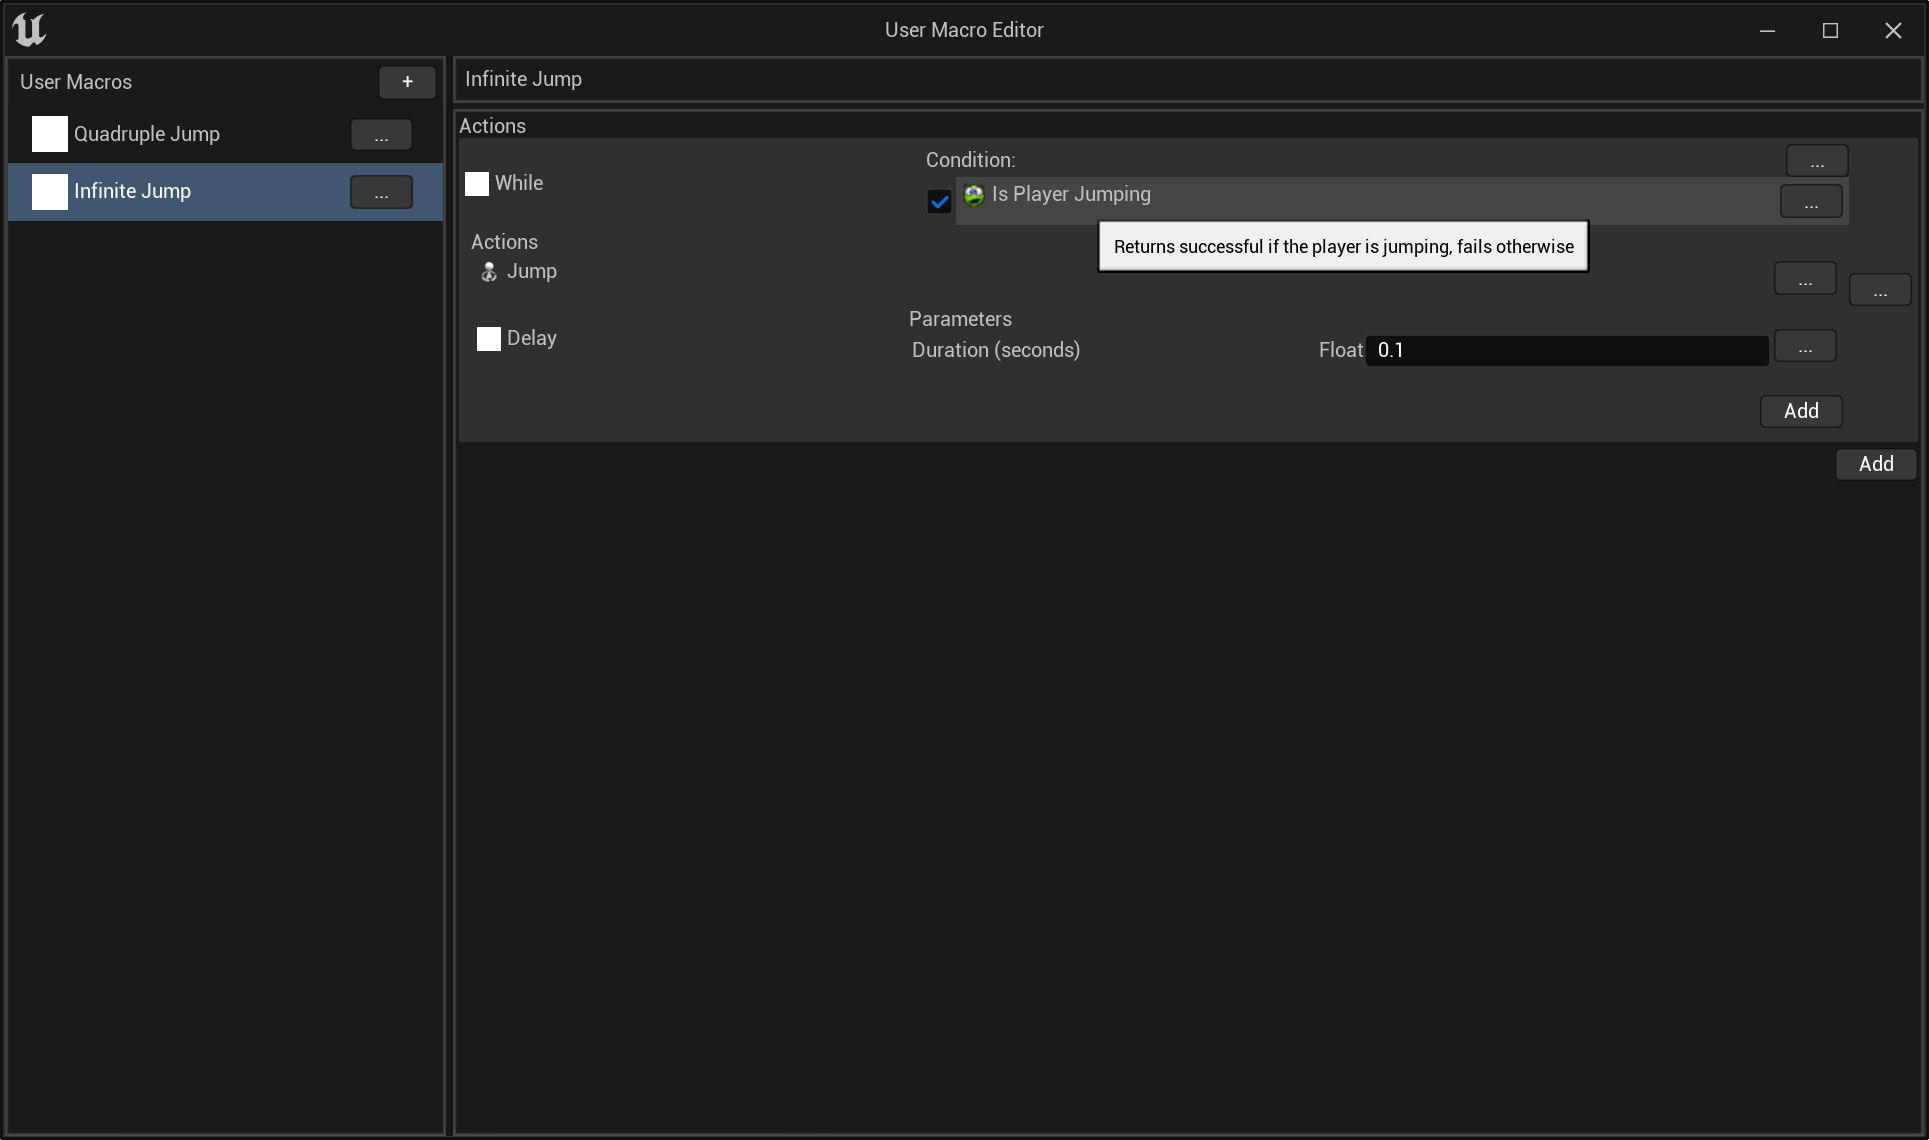 User Macro Editor
User Macros
+
Quadruple Jump
...
Infinite Jump
...
Infinite Jump
Actions
While
Condition:
...
Is Player Jumping
...
Returns successful if the player is jumping, fails otherwise
Actions
Jump
...
...
Delay
Parameters
Duration (seconds)
Float
0.1
...
Add
Add